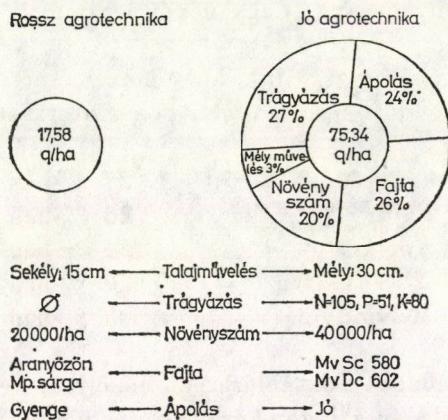 Rossz agrotechnika
Jó agrotechnika
17,58
q/ha
Trágyázás
27%
Ápolás
24%
75,34
q/ha
Mély műve-
lés 3%
Növény
szám
20%
Fajta
26%
Sekély; 15cm Talajművelés Mély: 30 cm.
Ø Trágyázás N=105, P=51, K=80
20000/ha Növényszám 40000/ha
Aranyözön
Mp. sárga
Fajta
Mv Sc 580
Mv Dc 602
Gyenge Ápolás Jó